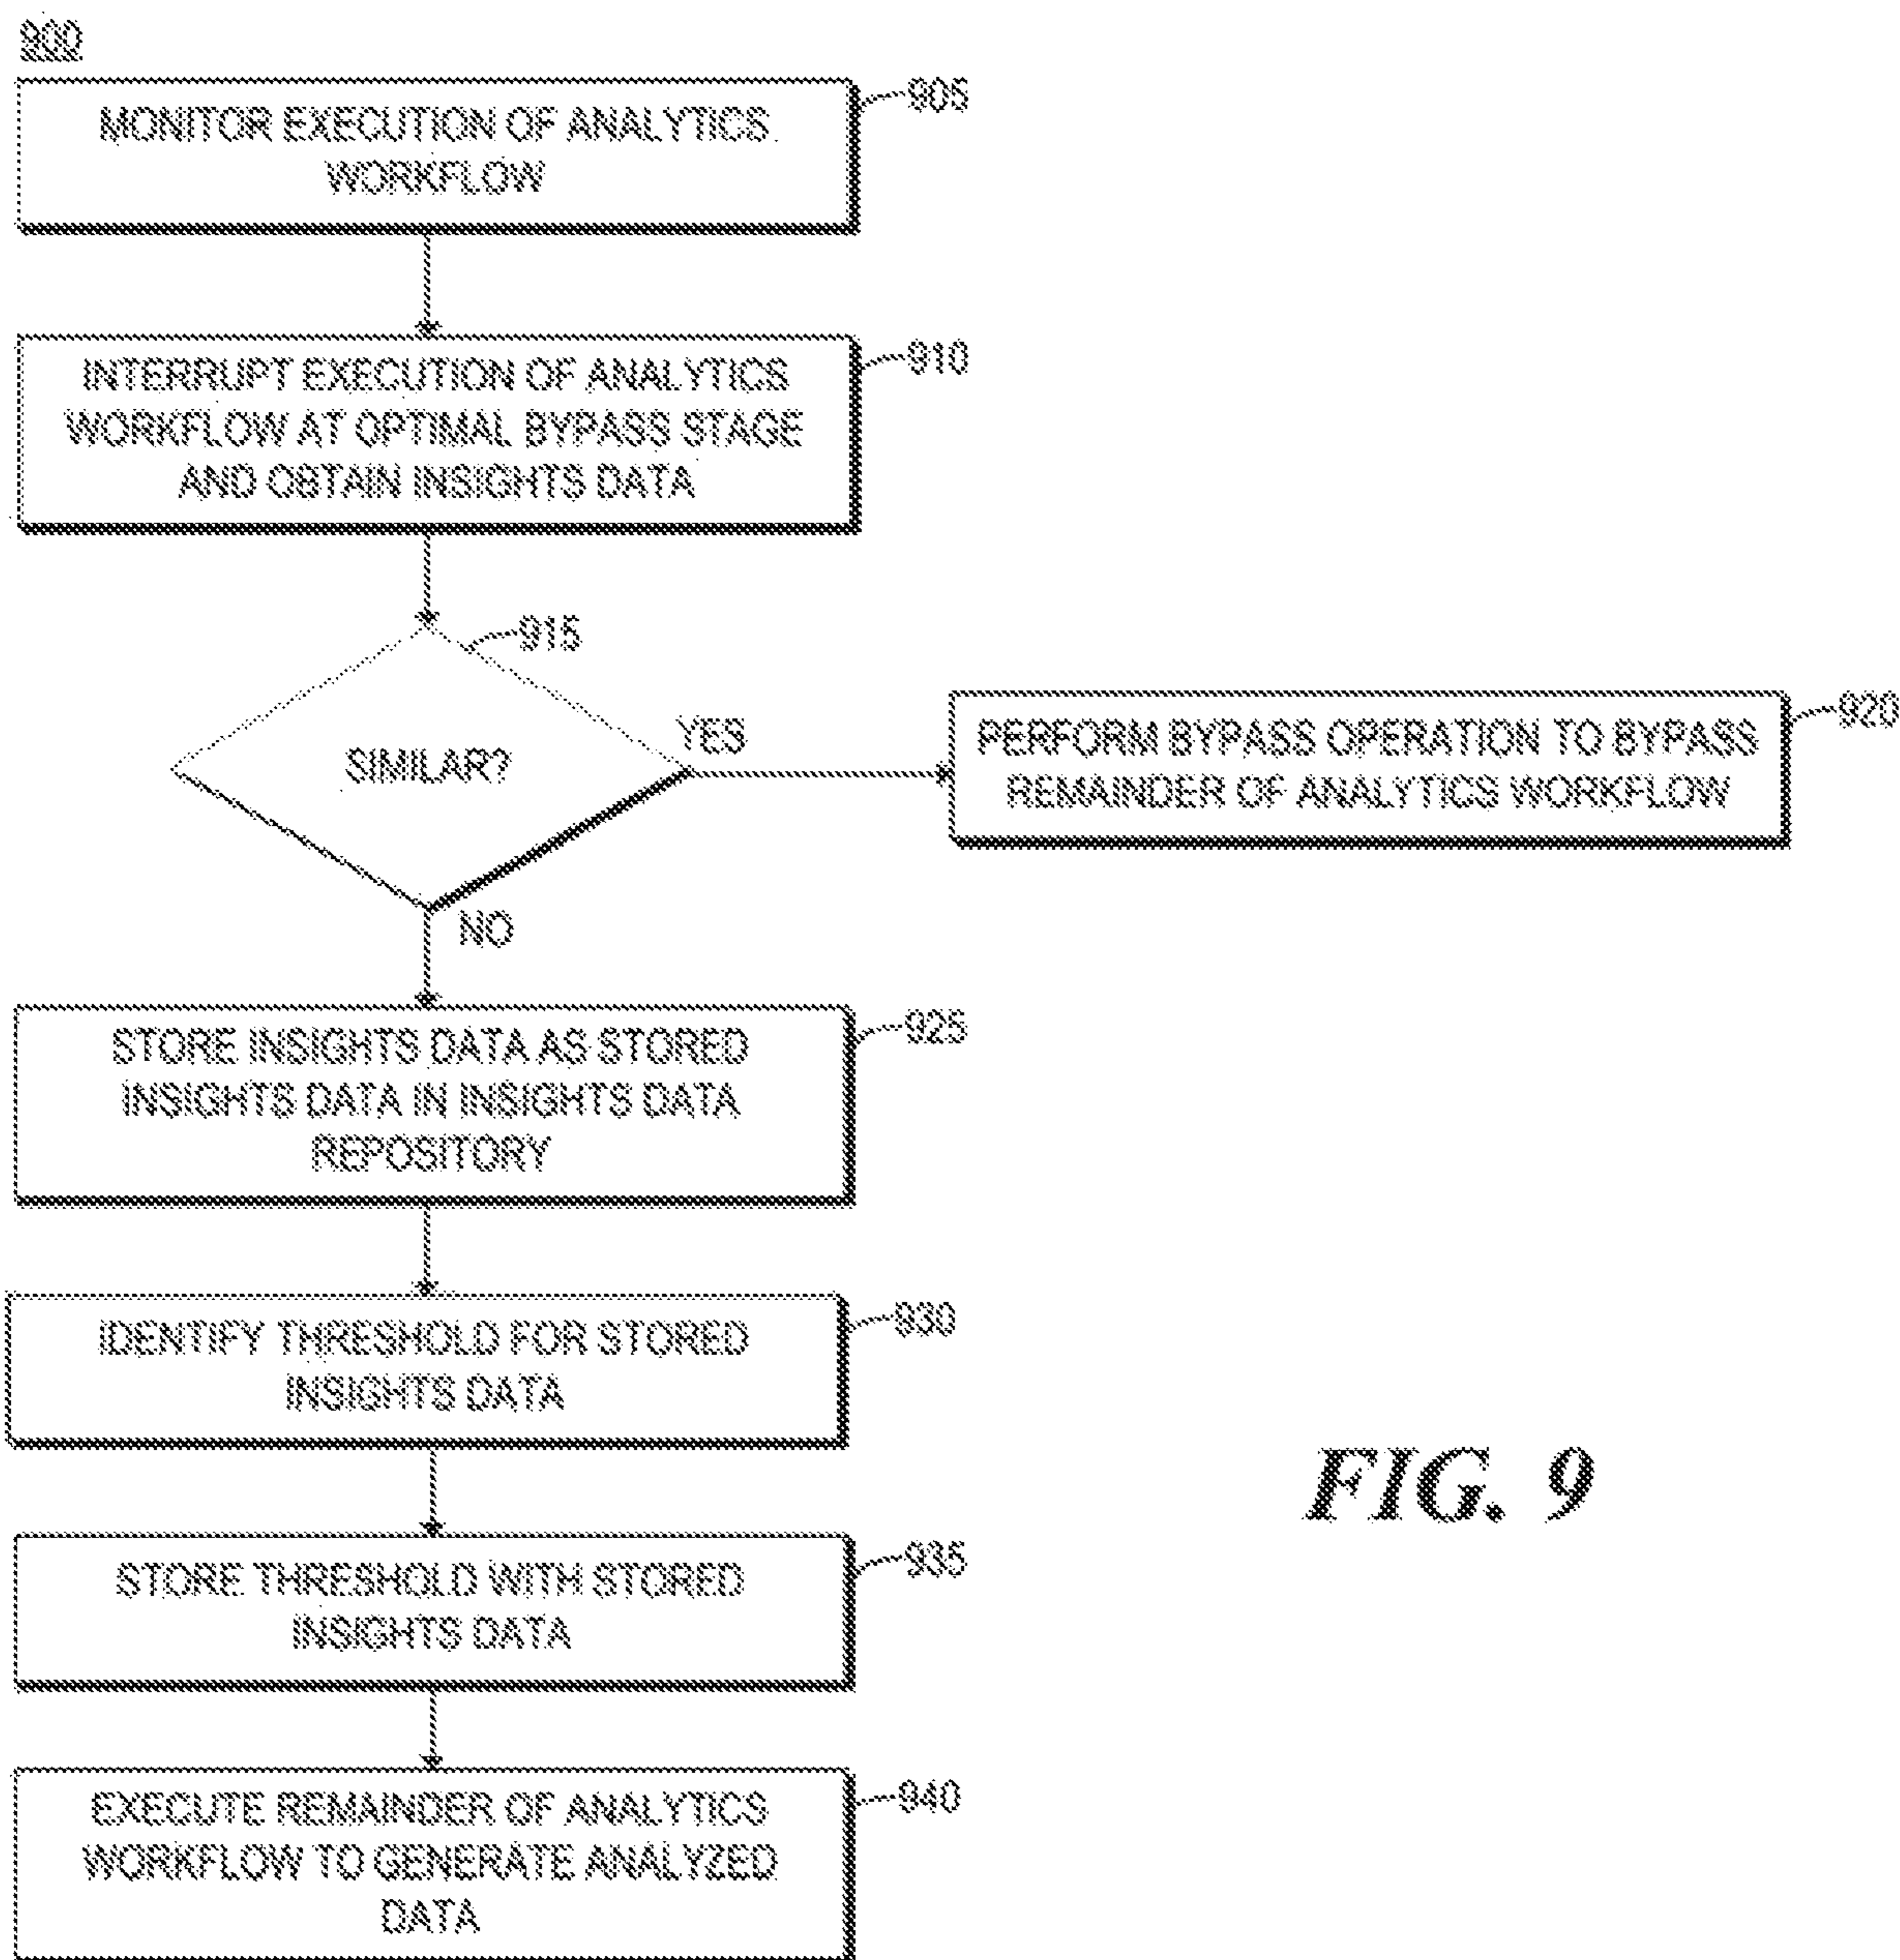 900
MONITOR EXECUTION OF ANALYTICS
WORKFLOW
905
INTERRUPT EXECUTION OF ANALYTICS
WORKFLOW AT OPTIMAL BYPASS STAGE
AND OBTAIN INSIGHTS DATA
910
915
SIMILAR?
YES
PERFORM BYPASS OPERATION TO BYPASS
REMAINDER OF ANALYTICS WORKFLOW
920
NO
STORE INSIGHTS DATA AS STORED
INSIGHTS DATA IN INSIGHTS DATA
REPOSITORY
925
IDENTIFY THRESHOLD FOR STORED
INSIGHTS DATA
930
STORE THRESHOLD WITH STORED
INSIGHTS DATA
935
EXECUTE REMAINDER OF ANALYTICS
WORKFLOW TO GENERATE ANALYZED
DATA
940
FIG. 9